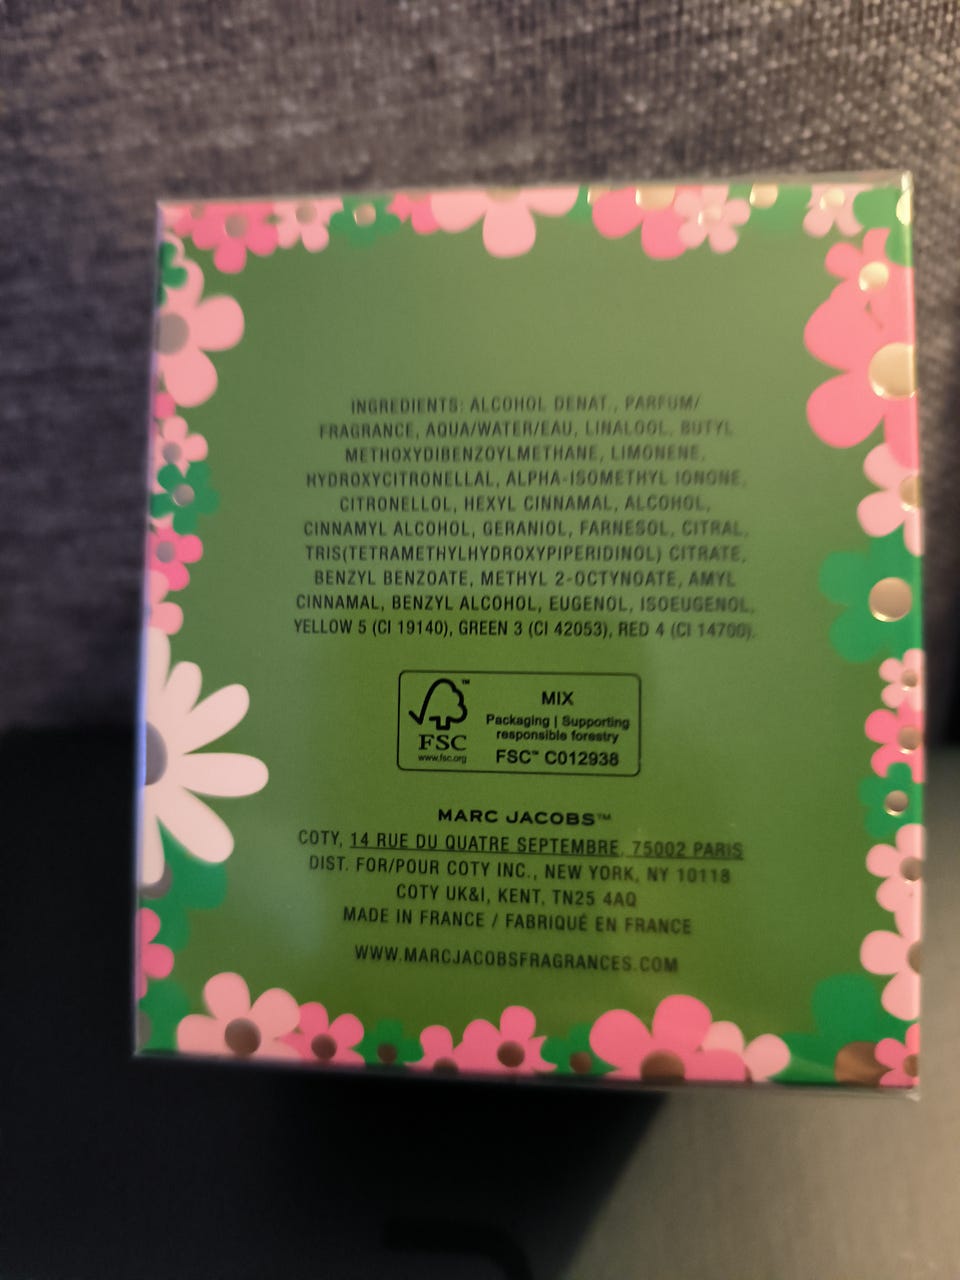 INGREDIENTS: ALCOHOL DENAT., PARFUM/
FRAGRANCE, AQUA/WATER/EAU, LINALOOL, BUTYL
METHOXYDIBENZOYLMETHANE, LIMONENE,
HYDROXYCITRONELLAL, ALPHA-ISOMETHYL IONONE,
CITRONELLOL, HEXYL CINNAMAL, ALCOHOL,
CINNAMYL ALCOHOL, GERANIOL, FARNESOL, CITRAL,
TRIS(TETRAMETHYLHYDROXYPIPERIDINOL) CITRATE,
BENZYL BENZOATE, METHYL 2-OCTYNOATE, AMYL
CINNAMAL, BENZYL ALCOHOL, EUGENOL, ISOEUGENOL,
YELLOW 5 (CI 19140), GREEN 3 (CI 42053), RED 4 (CI 14700).
FSC
www.fsc.org
MIX
Packaging | Supporting
responsible forestry
FSC™ C012938
MARC JACOBS™
COTY, 14 RUE DU QUATRE SEPTEMBRE, 75002 PARIS
DIST. FOR/POUR COTY INC., NEW YORK, NY 10118
COTY UK&I, KENT, TN25 4AQ
MADE IN FRANCE / FABRIQUÉ EN FRANCE
WWW.MARCJACOBSFRAGRANCES.COM